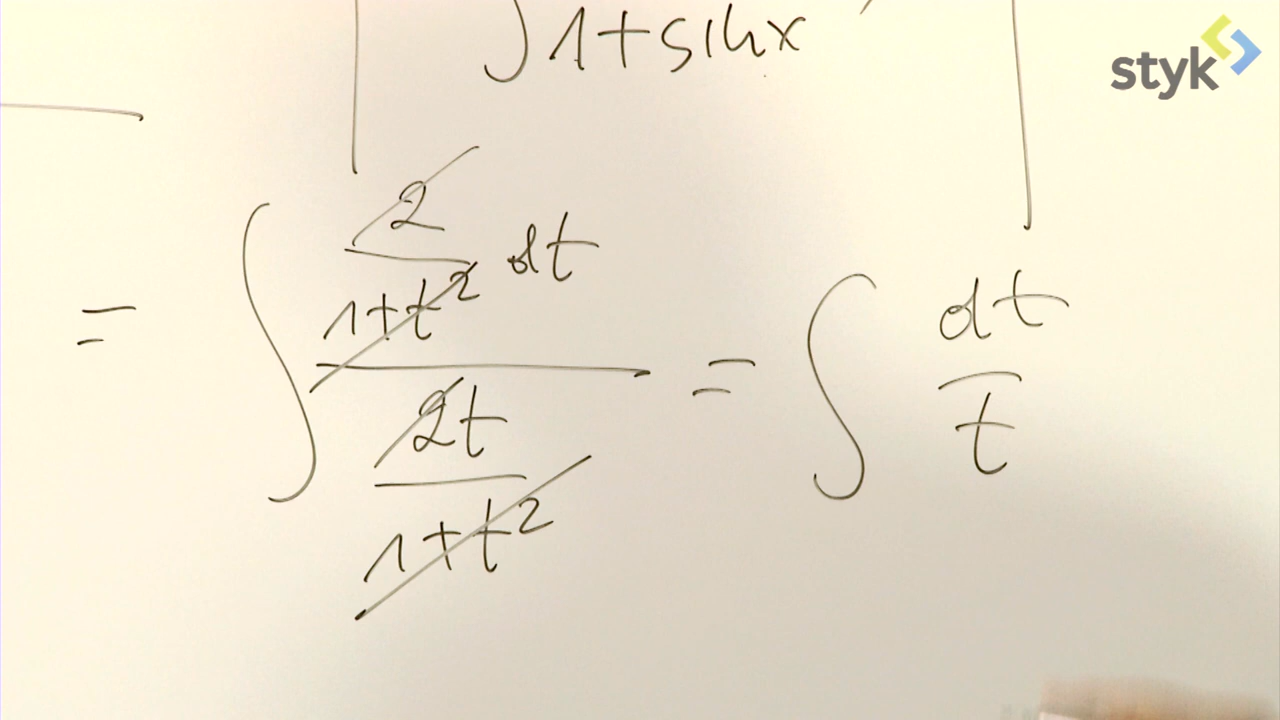 ∫ 1+sinx
styk
= ∫ (2/(1+t²) dt)/(2t/(1+t²)) = ∫ dt/t